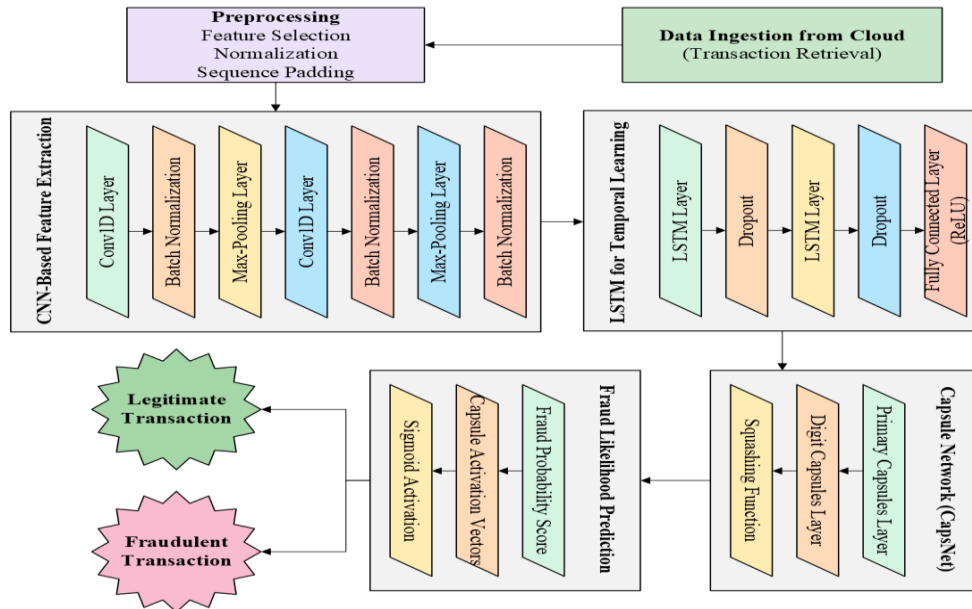 Preprocessing
Feature Selection
Normalization
Sequence Padding
Data Ingestion from Cloud
(Transaction Retrieval)
CNN-Based Feature Extraction
Conv1D Layer
Batch Normalization
Max-Pooling Layer
Conv1D Layer
Batch Normalization
Max-Pooling Layer
Batch Normalization
LSTM for Temporal Learning
LSTM Layer
Dropout
LSTM Layer
Dropout
Fully Connected Layer
(ReLU)
Capsule Network (CapsNet)
Primary Capsules Layer
Digit Capsules Layer
Squashing Function
Fraud Likelihood Prediction
Fraud Probability Score
Capsule Activation Vectors
Sigmoid Activation
Legitimate
Transaction
Fraudulent
Transaction